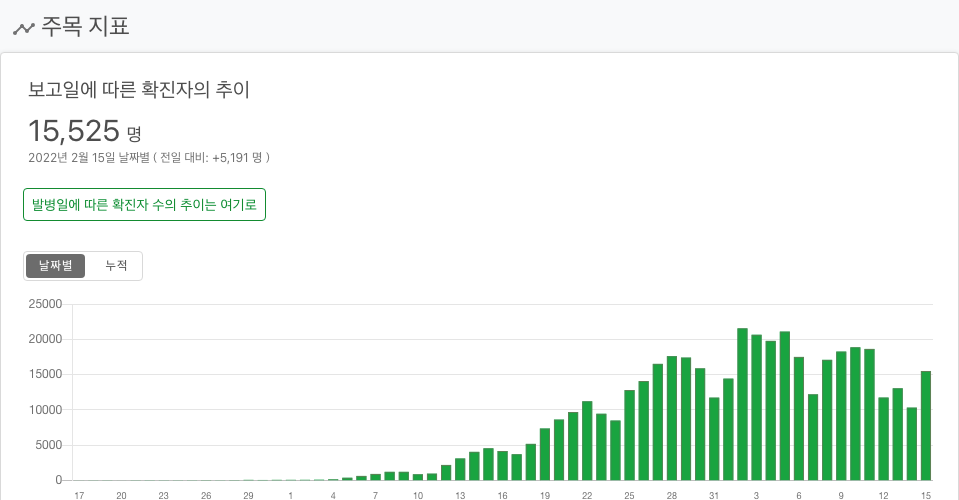 주목 지표
보고일에 따른 확진자의 추이
15,525 명
2022년 2월 15일 날짜별 ( 전일 대비: +5,191 명 )
발병일에 따른 확진자 수의 추이는 여기로
날짜별 누적
25000
20000
15000
10000
5000
0
17 20 23 26 29 1 4 7 10 13 16 19 22 25 28 31 3 6 9 12 15